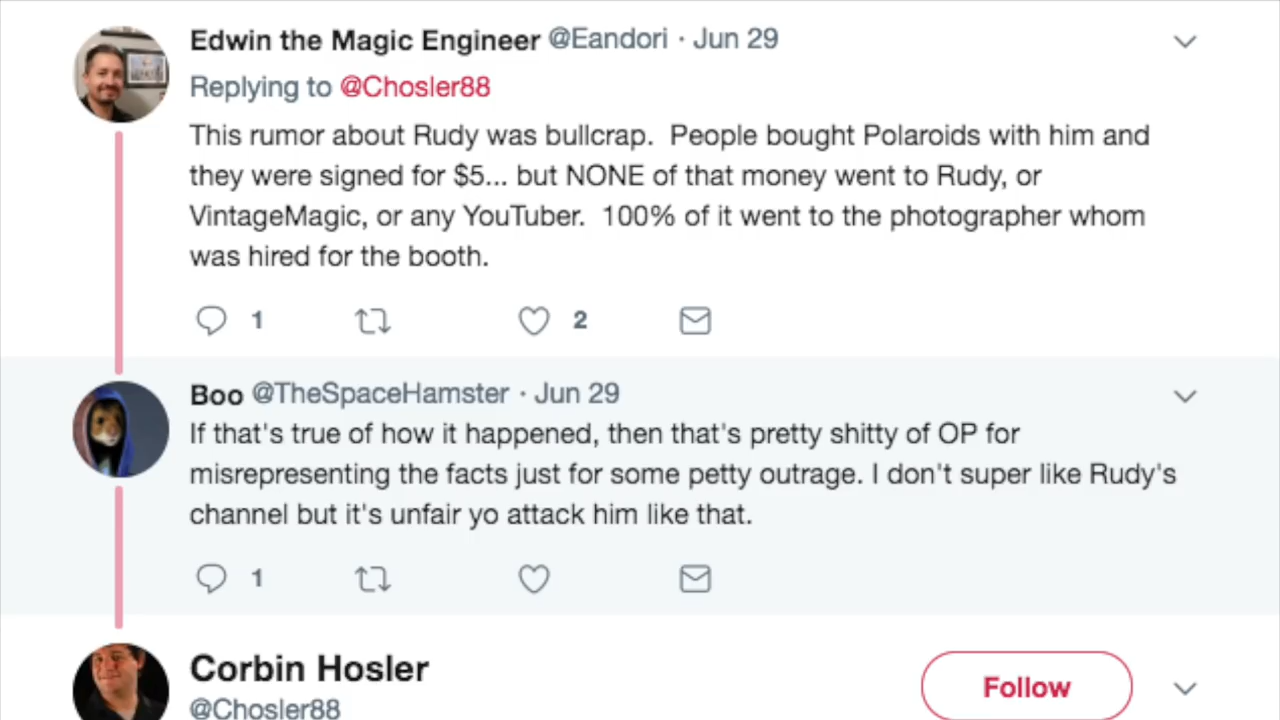 Edwin the Magic Engineer @Eandori · Jun 29
Replying to @Chosler88
This rumor about Rudy was bullcrap.  People bought Polaroids with him and
they were signed for $5... but NONE of that money went to Rudy, or
VintageMagic, or any YouTuber.  100% of it went to the photographer whom
was hired for the booth.
1 2
Boo @TheSpaceHamster · Jun 29
If that's true of how it happened, then that's pretty shitty of OP for
misrepresenting the facts just for some petty outrage. I don't super like Rudy's
channel but it's unfair yo attack him like that.
1
Corbin Hosler
Follow
@Chosler88